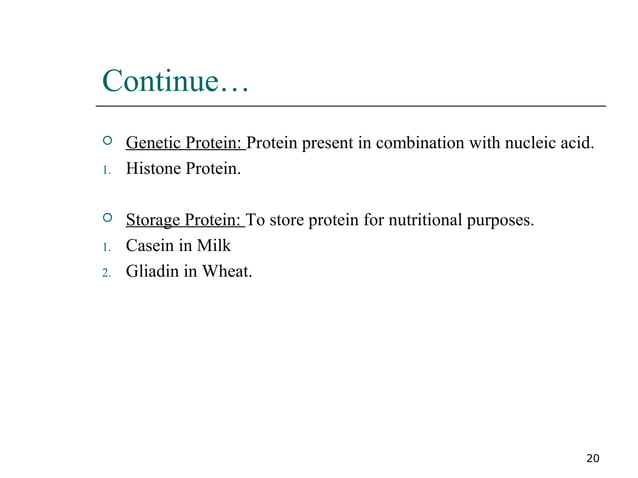 Continue…
Genetic Protein: Protein present in combination with nucleic acid.
1. Histone Protein.
Storage Protein: To store protein for nutritional purposes.
1. Casein in Milk
2. Gliadin in Wheat.
20